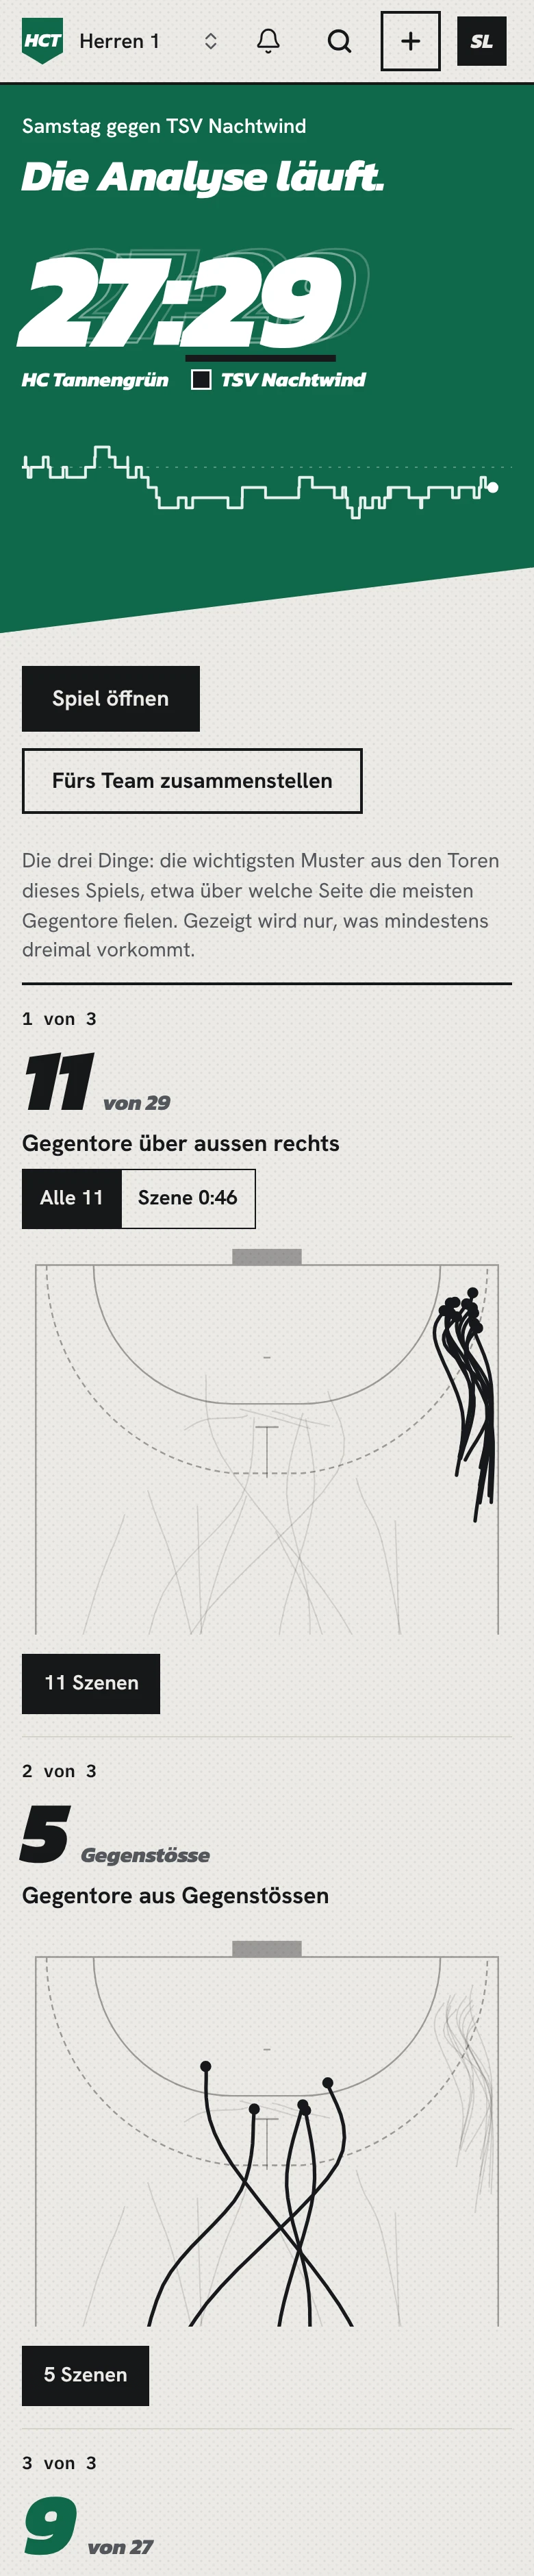 HCT Herren 1 SL
Samstag gegen TSV Nachtwind
Die Analyse läuft.
27:29
HC Tannengrün TSV Nachtwind
Spiel öffnen
Fürs Team zusammenstellen
Die drei Dinge: die wichtigsten Muster aus den Toren
dieses Spiels, etwa über welche Seite die meisten
Gegentore fielen. Gezeigt wird nur, was mindestens
dreimal vorkommt.
1 von 3
11 von 29
Gegentore über aussen rechts
Alle 11 Szene 0:46
11 Szenen
2 von 3
5 Gegenstösse
Gegentore aus Gegenstössen
5 Szenen
3 von 3
9 von 27